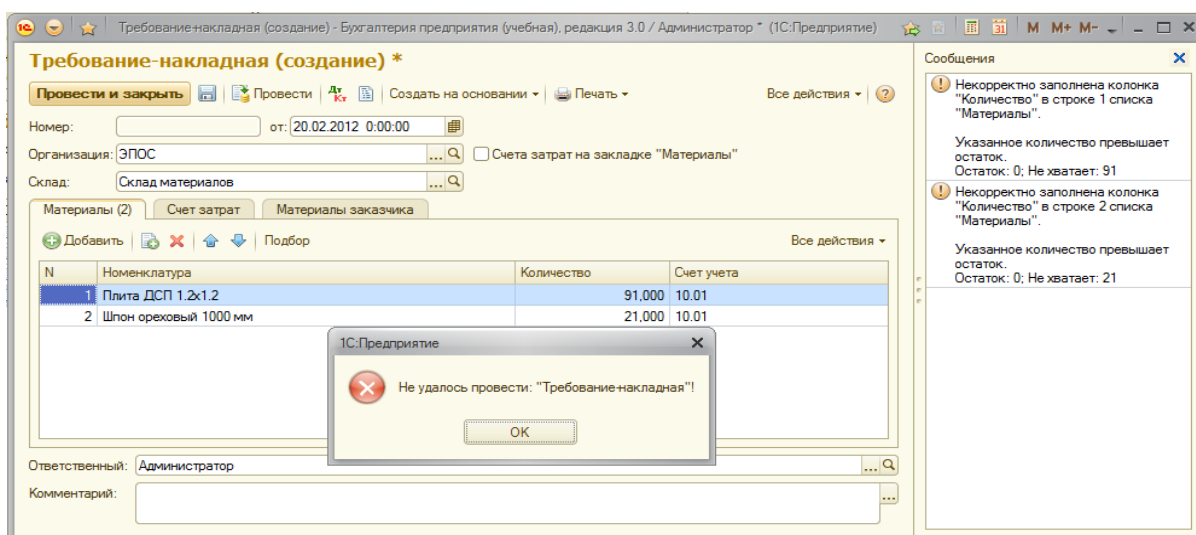 Требование-накладная (создание) - Бухгалтерия предприятия (учебная), редакция 3.0 / Администратор * (1С:Предприятие) 31 M M+ M-
Требование-накладная (создание) *
Провести и закрыть Провести Дт Кт Создать на основании Печать Все действия ?
Номер: от: 20.02.2012 0:00:00
Организация: ЭПОС ... Счета затрат на закладке "Материалы"
Склад: Склад материалов ...
Материалы (2) Счет затрат Материалы заказчика
Добавить Подбор Все действия
N Номенклатура Количество Счет учета
1 Плита ДСП 1.2x1.2 91,000 10.01
2 Шпон ореховый 1000 мм 21,000 10.01
1С:Предприятие
Не удалось провести: "Требование-накладная"!
OK
Ответственный: Администратор ...
Комментарий: ...
Сообщения
Некорректно заполнена колонка
"Количество" в строке 1 списка
"Материалы".
Указанное количество превышает
остаток.
Остаток: 0; Не хватает: 91
Некорректно заполнена колонка
"Количество" в строке 2 списка
"Материалы".
Указанное количество превышает
остаток.
Остаток: 0; Не хватает: 21